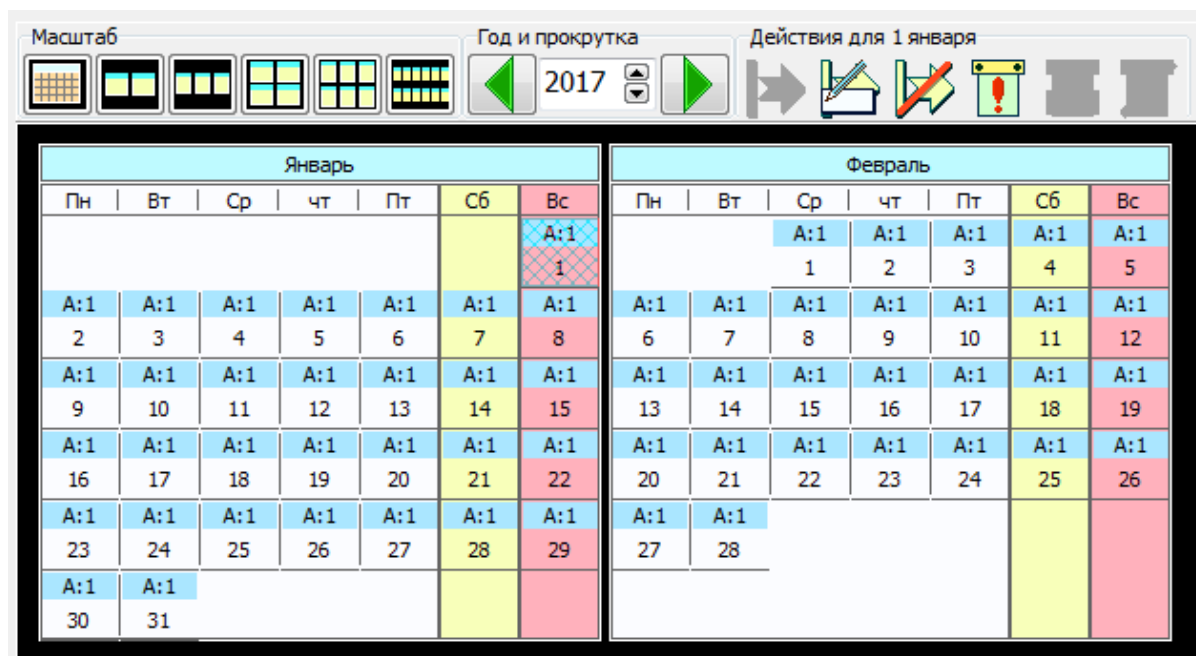 Масштаб Год и прокрутка Действия для 1 января
2017
Январь Февраль
Пн Вт Ср чт Пт Сб Вс Пн Вт Ср чт Пт Сб Вс
A:1 A:1 A:1 A:1 A:1 A:1
1 1 2 3 4 5
A:1 A:1 A:1 A:1 A:1 A:1 A:1 A:1 A:1 A:1 A:1 A:1 A:1 A:1
2 3 4 5 6 7 8 6 7 8 9 10 11 12
A:1 A:1 A:1 A:1 A:1 A:1 A:1 A:1 A:1 A:1 A:1 A:1 A:1 A:1
9 10 11 12 13 14 15 13 14 15 16 17 18 19
A:1 A:1 A:1 A:1 A:1 A:1 A:1 A:1 A:1 A:1 A:1 A:1 A:1 A:1
16 17 18 19 20 21 22 20 21 22 23 24 25 26
A:1 A:1 A:1 A:1 A:1 A:1 A:1 A:1 A:1
23 24 25 26 27 28 29 27 28
A:1 A:1
30 31